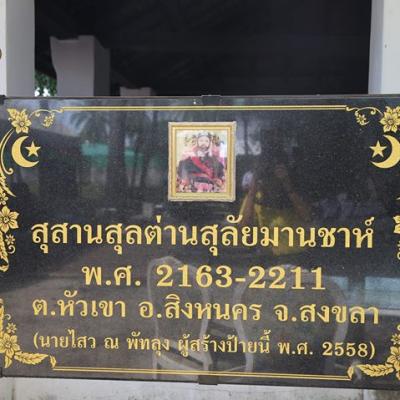 สุสานสุลต่านสุลัยมานชาห์
พ.ศ. 2163-2211
ต.หัวเขา อ.สิงหนคร จ.สงขลา
(นายไสว ณ พัทลุง ผู้สร้างป้ายนี้ พ.ศ. 2558)